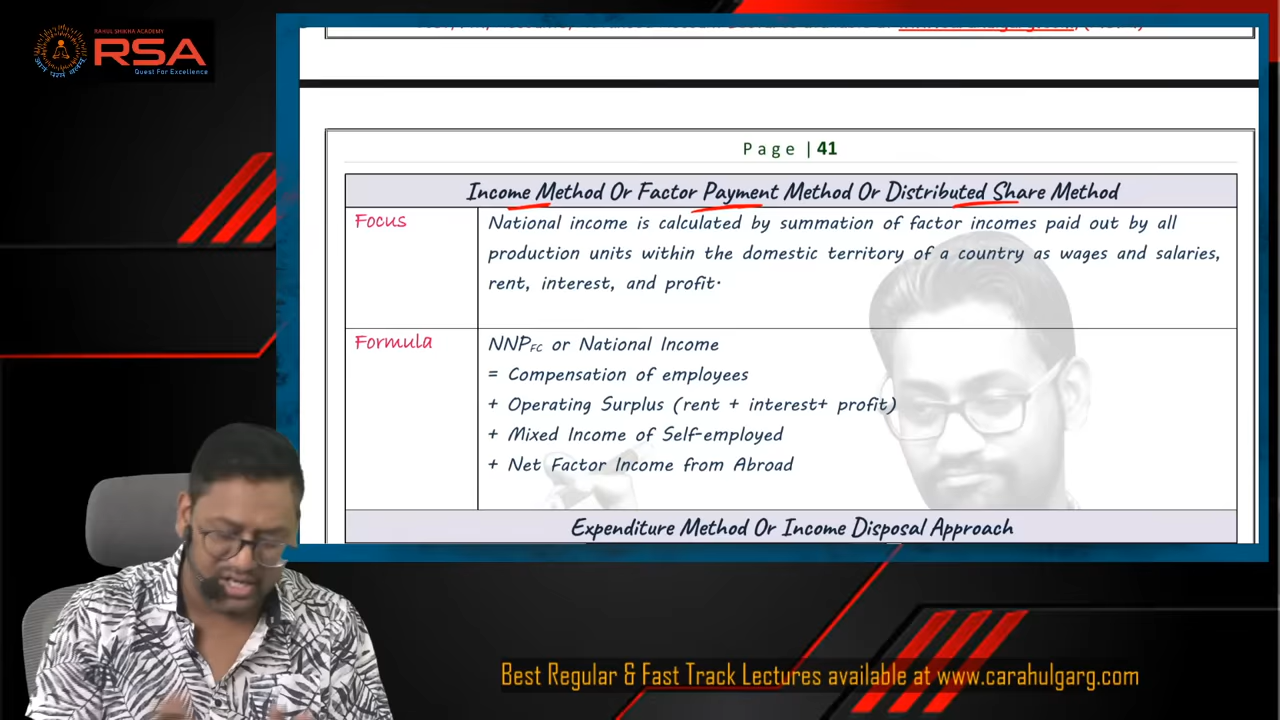 RAHUL SHIKHA ACADEMY
RSA
Quest For Excellence
Page | 41
Income Method Or Factor Payment Method Or Distributed Share Method
Focus
National income is calculated by summation of factor incomes paid out by all
production units within the domestic territory of a country as wages and salaries,
rent, interest, and profit.
Formula
NNPFC or National Income
= Compensation of employees
+ Operating Surplus (rent + interest+ profit)
+ Mixed Income of Self-employed
+ Net Factor Income from Abroad
Expenditure Method Or Income Disposal Approach
Best Regular & Fast Track Lectures available at www.carahulgarg.com